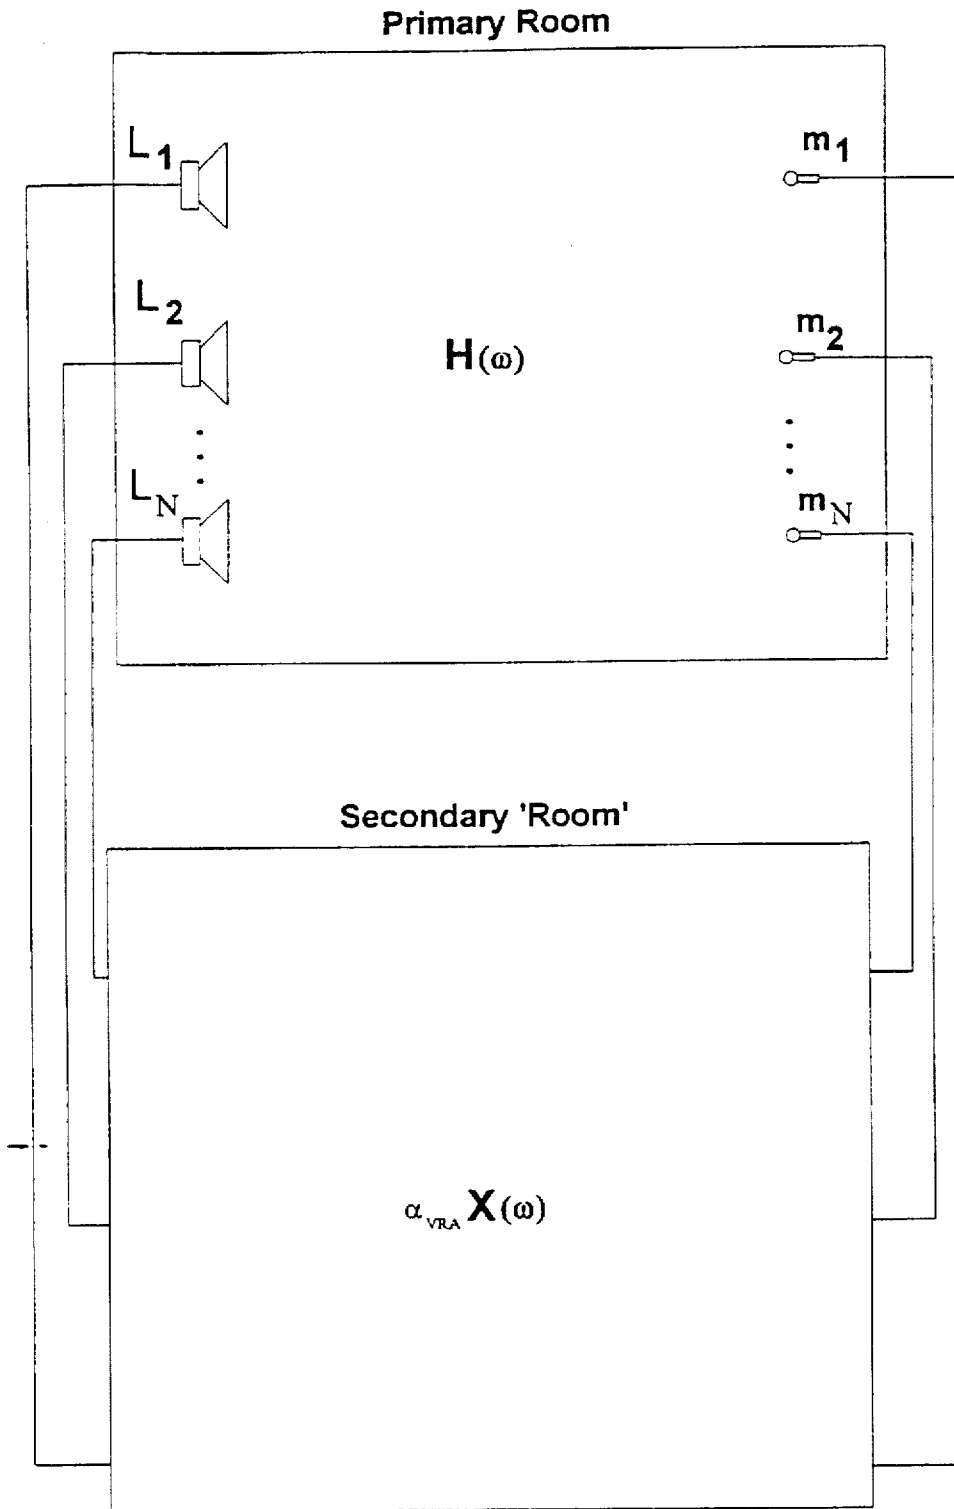 Primary Room
L1 m1
L2 m2
H(ω)
LN mN
Secondary 'Room'
αVRA X(ω)